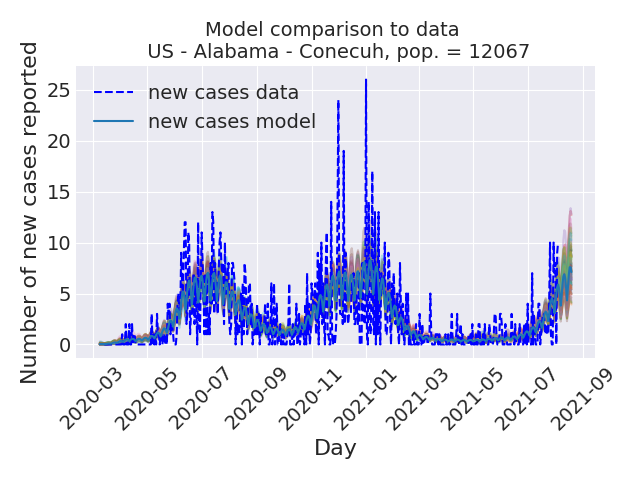 Model comparison to data
US - Alabama - Conecuh, pop. = 12067
Number of new cases reported
25
20
15
10
5
0
new cases data
new cases model
2020-03
2020-05
2020-07
2020-09
2020-11
2021-01
2021-03
2021-05
2021-07
2021-09
Day